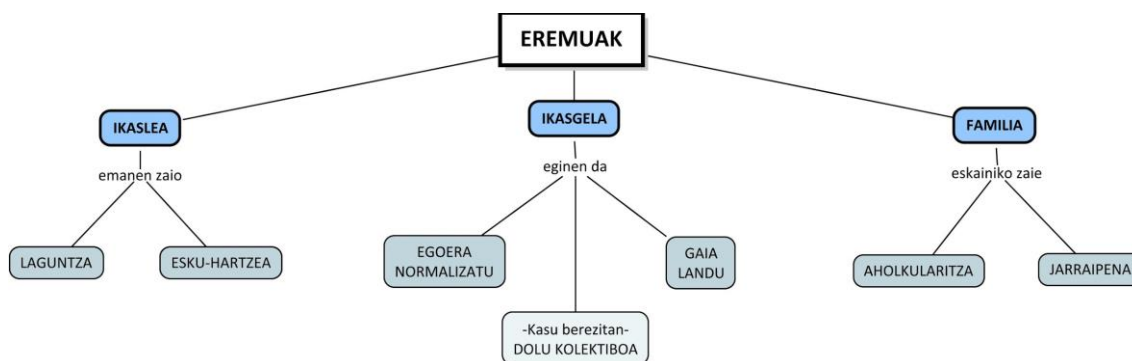 EREMUAK
IKASLEA
emanen zaio
LAGUNTZA
ESKU-HARTZEA
IKASGELA
eginen da
EGOERA
NORMALIZATU
-Kasu berezitan-
DOLU KOLEKTIBOA
GAIA
LANDU
FAMILIA
eskainiko zaie
AHOLKULARITZA
JARRAIPENA